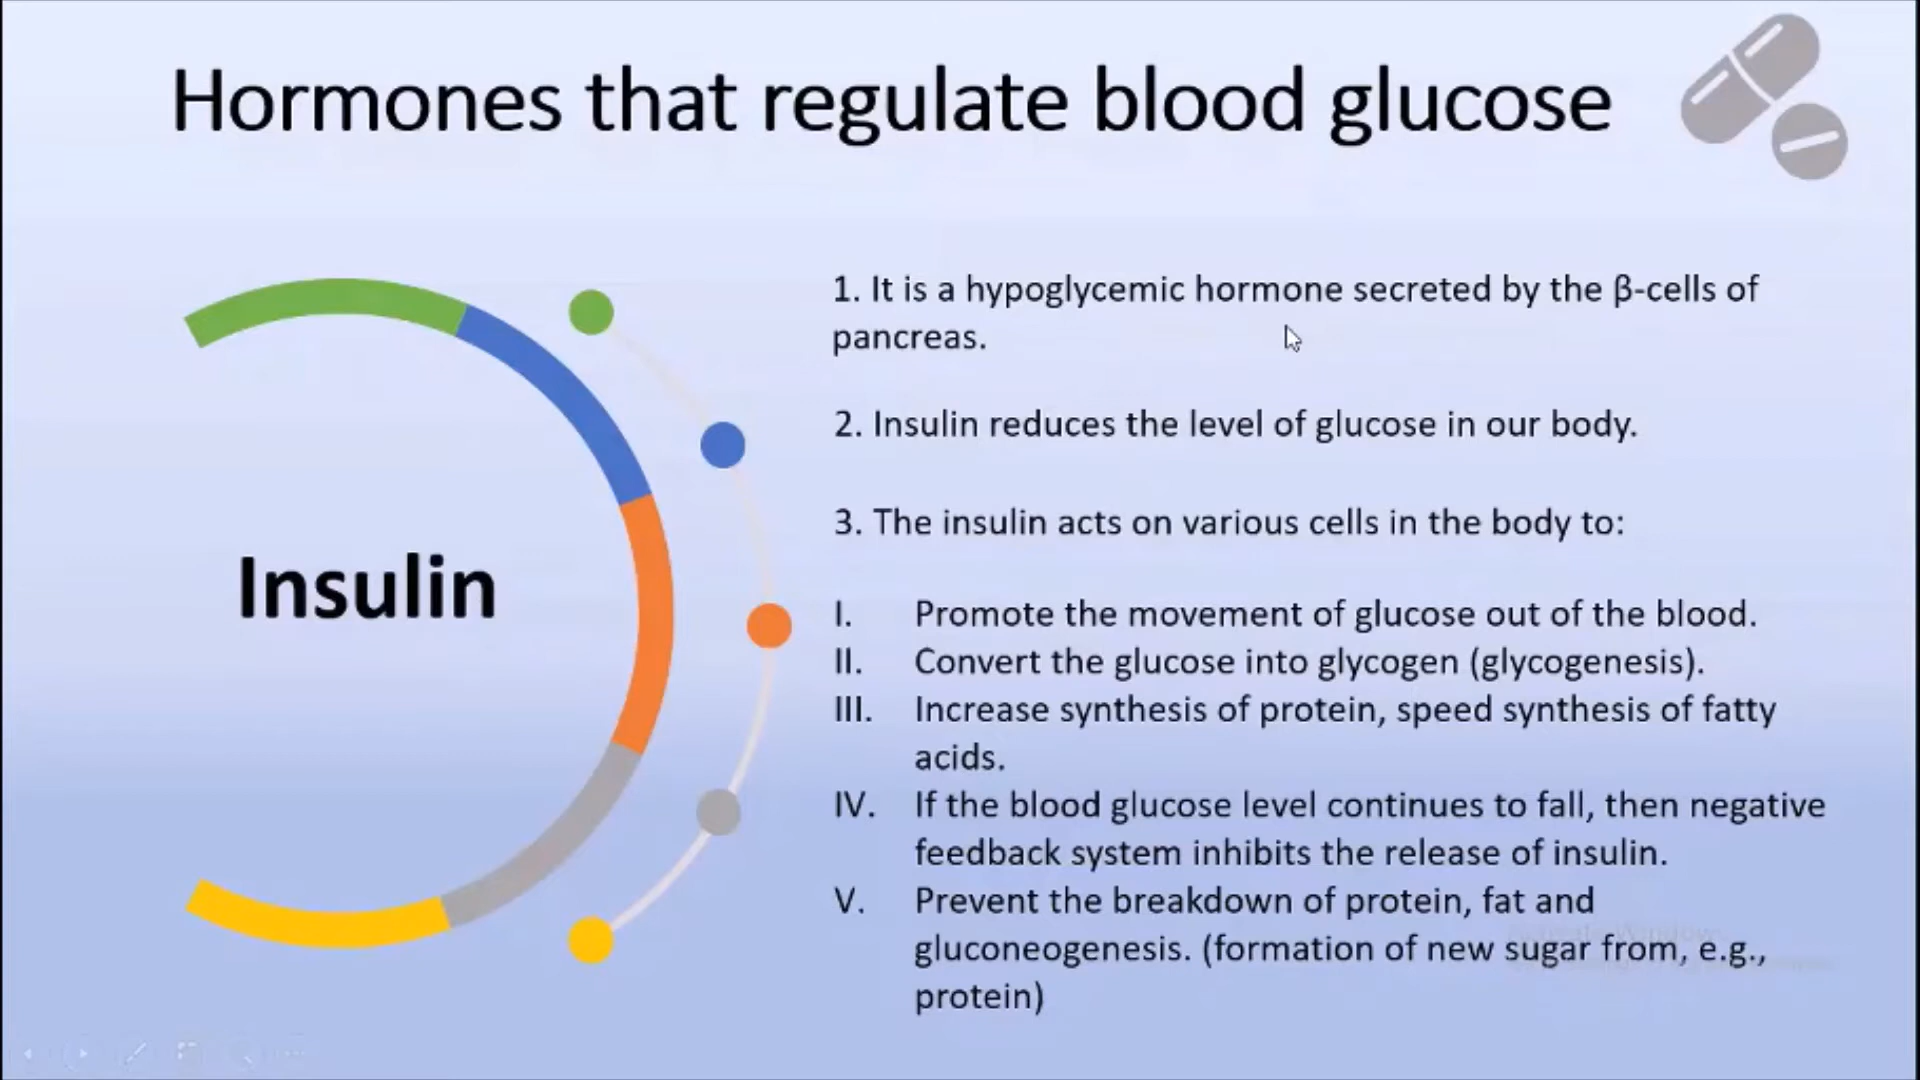 Hormones that regulate blood glucose
Insulin
1. It is a hypoglycemic hormone secreted by the β-cells of
pancreas.
2. Insulin reduces the level of glucose in our body.
3. The insulin acts on various cells in the body to:
I. Promote the movement of glucose out of the blood.
II. Convert the glucose into glycogen (glycogenesis).
III. Increase synthesis of protein, speed synthesis of fatty
acids.
IV. If the blood glucose level continues to fall, then negative
feedback system inhibits the release of insulin.
V. Prevent the breakdown of protein, fat and
gluconeogenesis. (formation of new sugar from, e.g.,
protein)